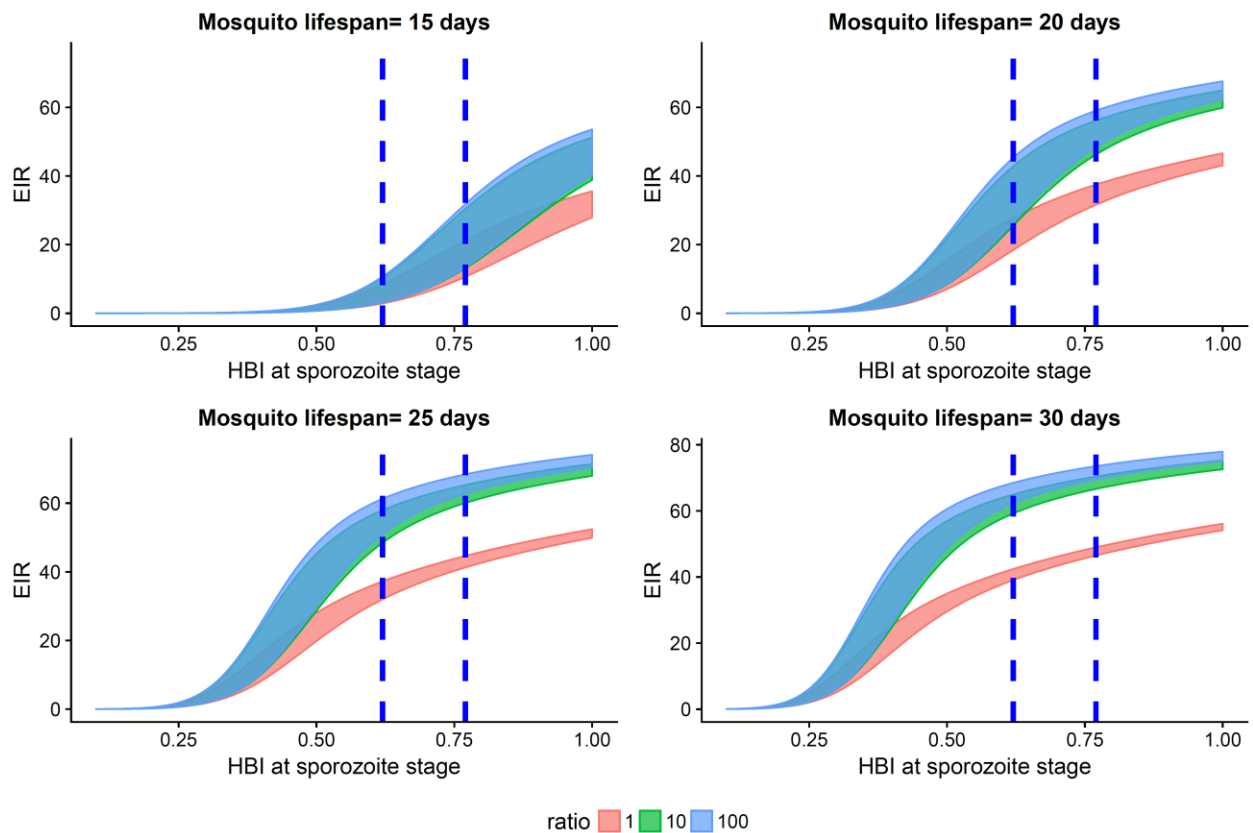 Mosquito lifespan= 15 days
60
40
20
0
EIR
0.25 0.50 0.75 1.00
HBI at sporozoite stage
Mosquito lifespan= 20 days
60
40
20
0
EIR
0.25 0.50 0.75 1.00
HBI at sporozoite stage
Mosquito lifespan= 25 days
60
40
20
0
EIR
0.25 0.50 0.75 1.00
HBI at sporozoite stage
Mosquito lifespan= 30 days
80
60
40
20
0
EIR
0.25 0.50 0.75 1.00
HBI at sporozoite stage
ratio 1 10 100